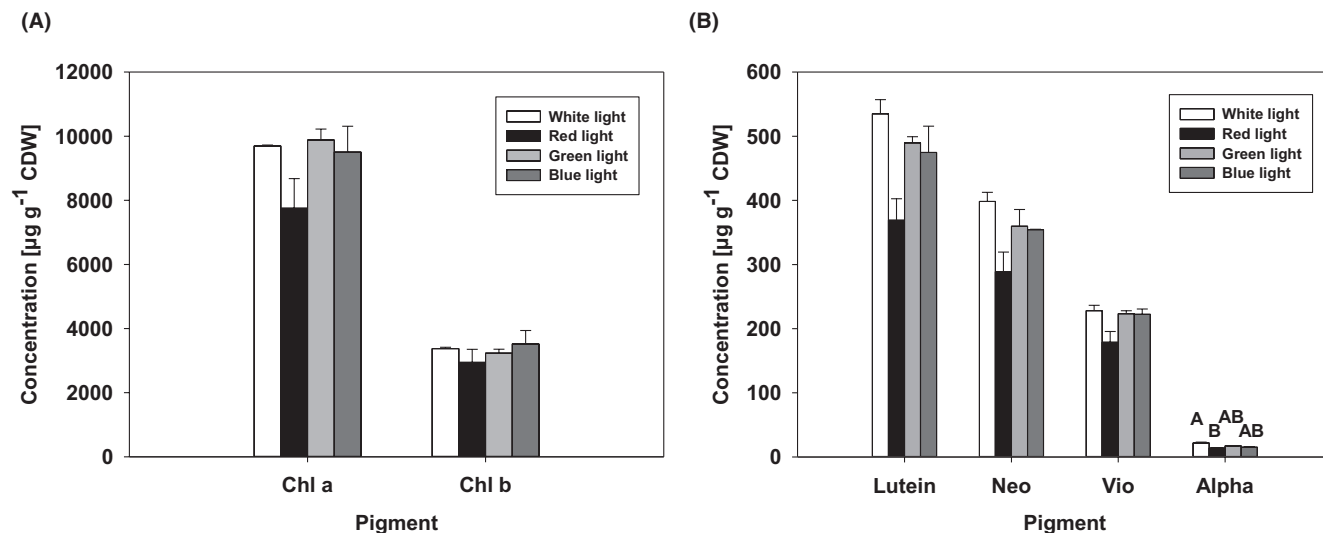 (A)
12000
10000
8000
6000
4000
2000
0
Concentration [µg g⁻¹ CDW]
White light
Red light
Green light
Blue light
Chl a
Chl b
Pigment
(B)
600
500
400
300
200
100
0
Concentration [µg g⁻¹ CDW]
White light
Red light
Green light
Blue light
A
B
AB
AB
Lutein
Neo
Vio
Alpha
Pigment